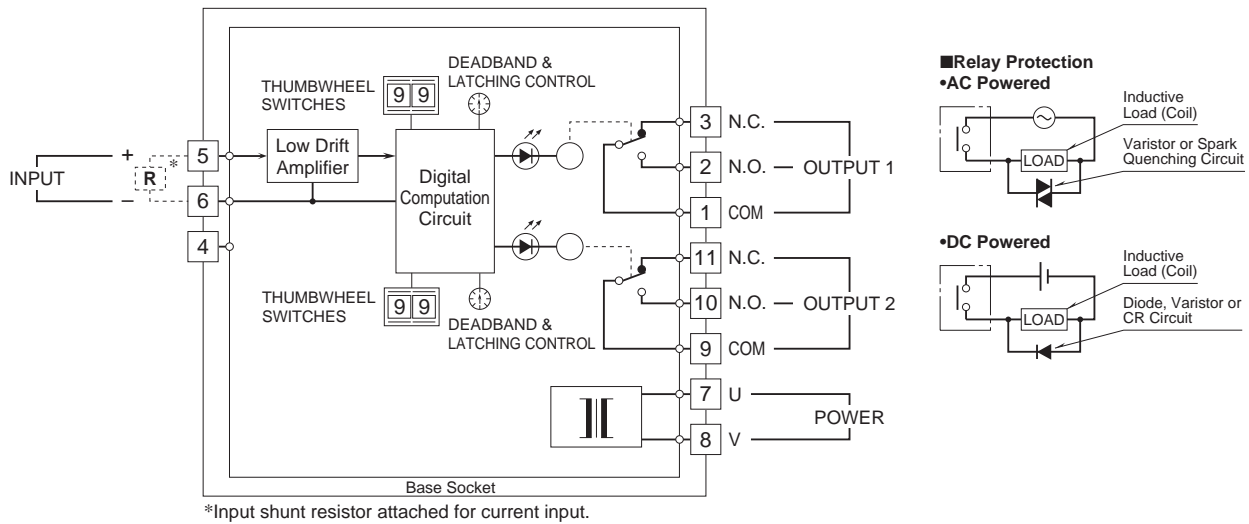 INPUT
+
–
R
*
5
6
4
Low Drift
Amplifier
THUMBWHEEL
SWITCHES
9 9
DEADBAND &
LATCHING CONTROL
Digital
Computation
Circuit
THUMBWHEEL
SWITCHES
9 9
DEADBAND &
LATCHING CONTROL
3 N.C.
2 N.O. OUTPUT 1
1 COM
11 N.C.
10 N.O. OUTPUT 2
9 COM
7 U
POWER
8 V
Base Socket
*Input shunt resistor attached for current input.
■Relay Protection
•AC Powered
LOAD
Inductive
Load (Coil)
Varistor or Spark
Quenching Circuit
•DC Powered
LOAD
Inductive
Load (Coil)
Diode, Varistor or
CR Circuit